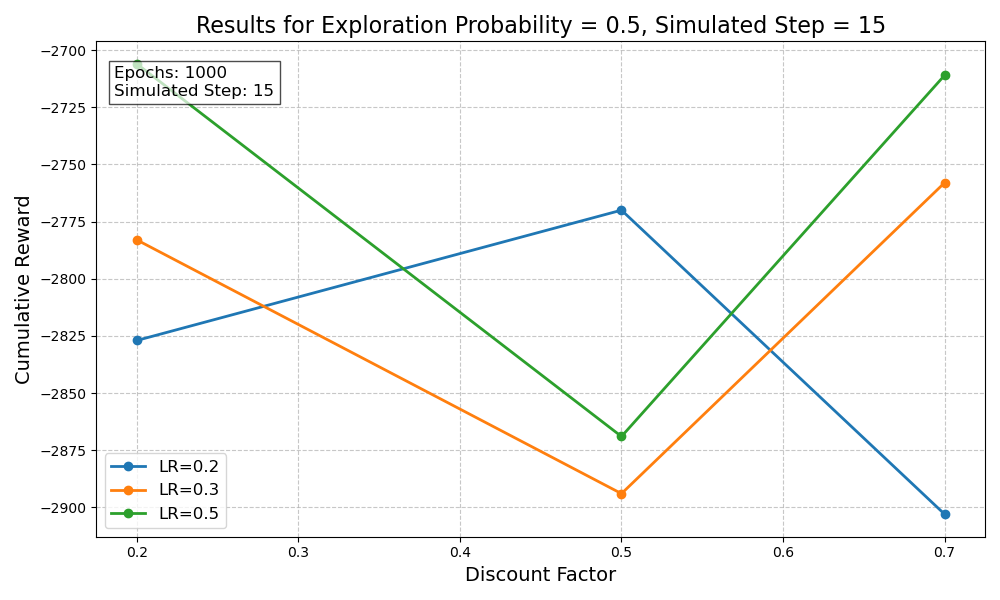 Results for Exploration Probability = 0.5, Simulated Step = 15
Epochs: 1000
Simulated Step: 15
Cumulative Reward
−2700
−2725
−2750
−2775
−2800
−2825
−2850
−2875
−2900
LR=0.2
LR=0.3
LR=0.5
0.2 0.3 0.4 0.5 0.6 0.7
Discount Factor